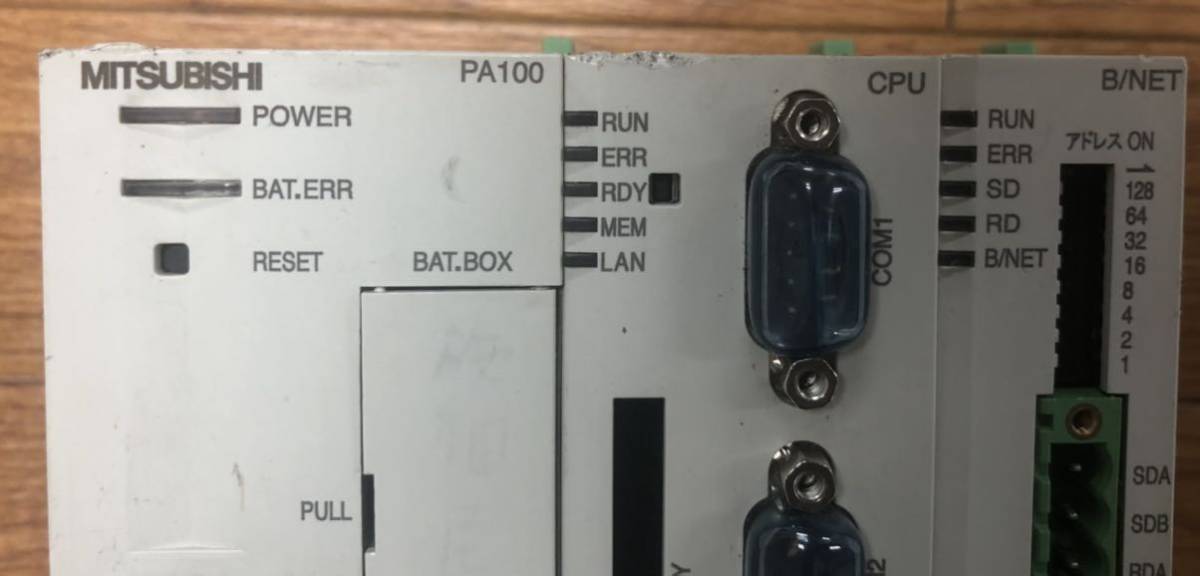 MITSUBISHI
PA100
POWER
BAT.ERR
RESET
BAT.BOX
PULL
CPU
RUN
ERR
RDY
MEM
LAN
COM1
B/NET
RUN
ERR
SD
RD
B/NET
アドレス ON
128
64
32
16
8
4
2
1
SDA
SDB
RDA